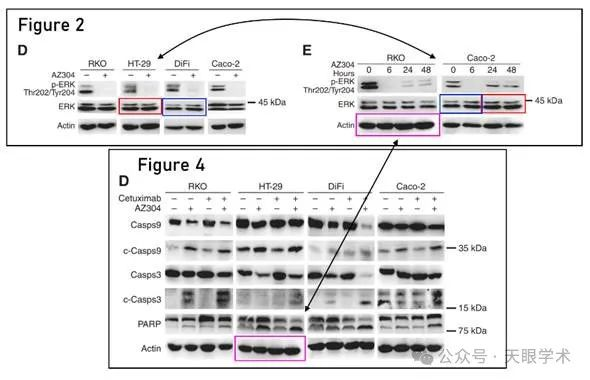 Figure 2
D
RKO HT-29 DiFi Caco-2
AZ304 − + − + − + − +
p-ERK
Thr202/Tyr204
ERK
45 kDa
Actin
E
RKO Caco-2
AZ304
Hours 0 6 24 48 0 6 24 48
p-ERK
Thr202/Tyr204
ERK
45 kDa
Actin
Figure 4
D
RKO HT-29 DiFi Caco-2
Cetuximab − − + + − − + + − − + + − − + +
AZ304 − + − + − + − + − + − + − + − +
Casps9
c-Casps9
35 kDa
Casps3
c-Casps3
15 kDa
PARP
75 kDa
Actin
公众号・天眼学术